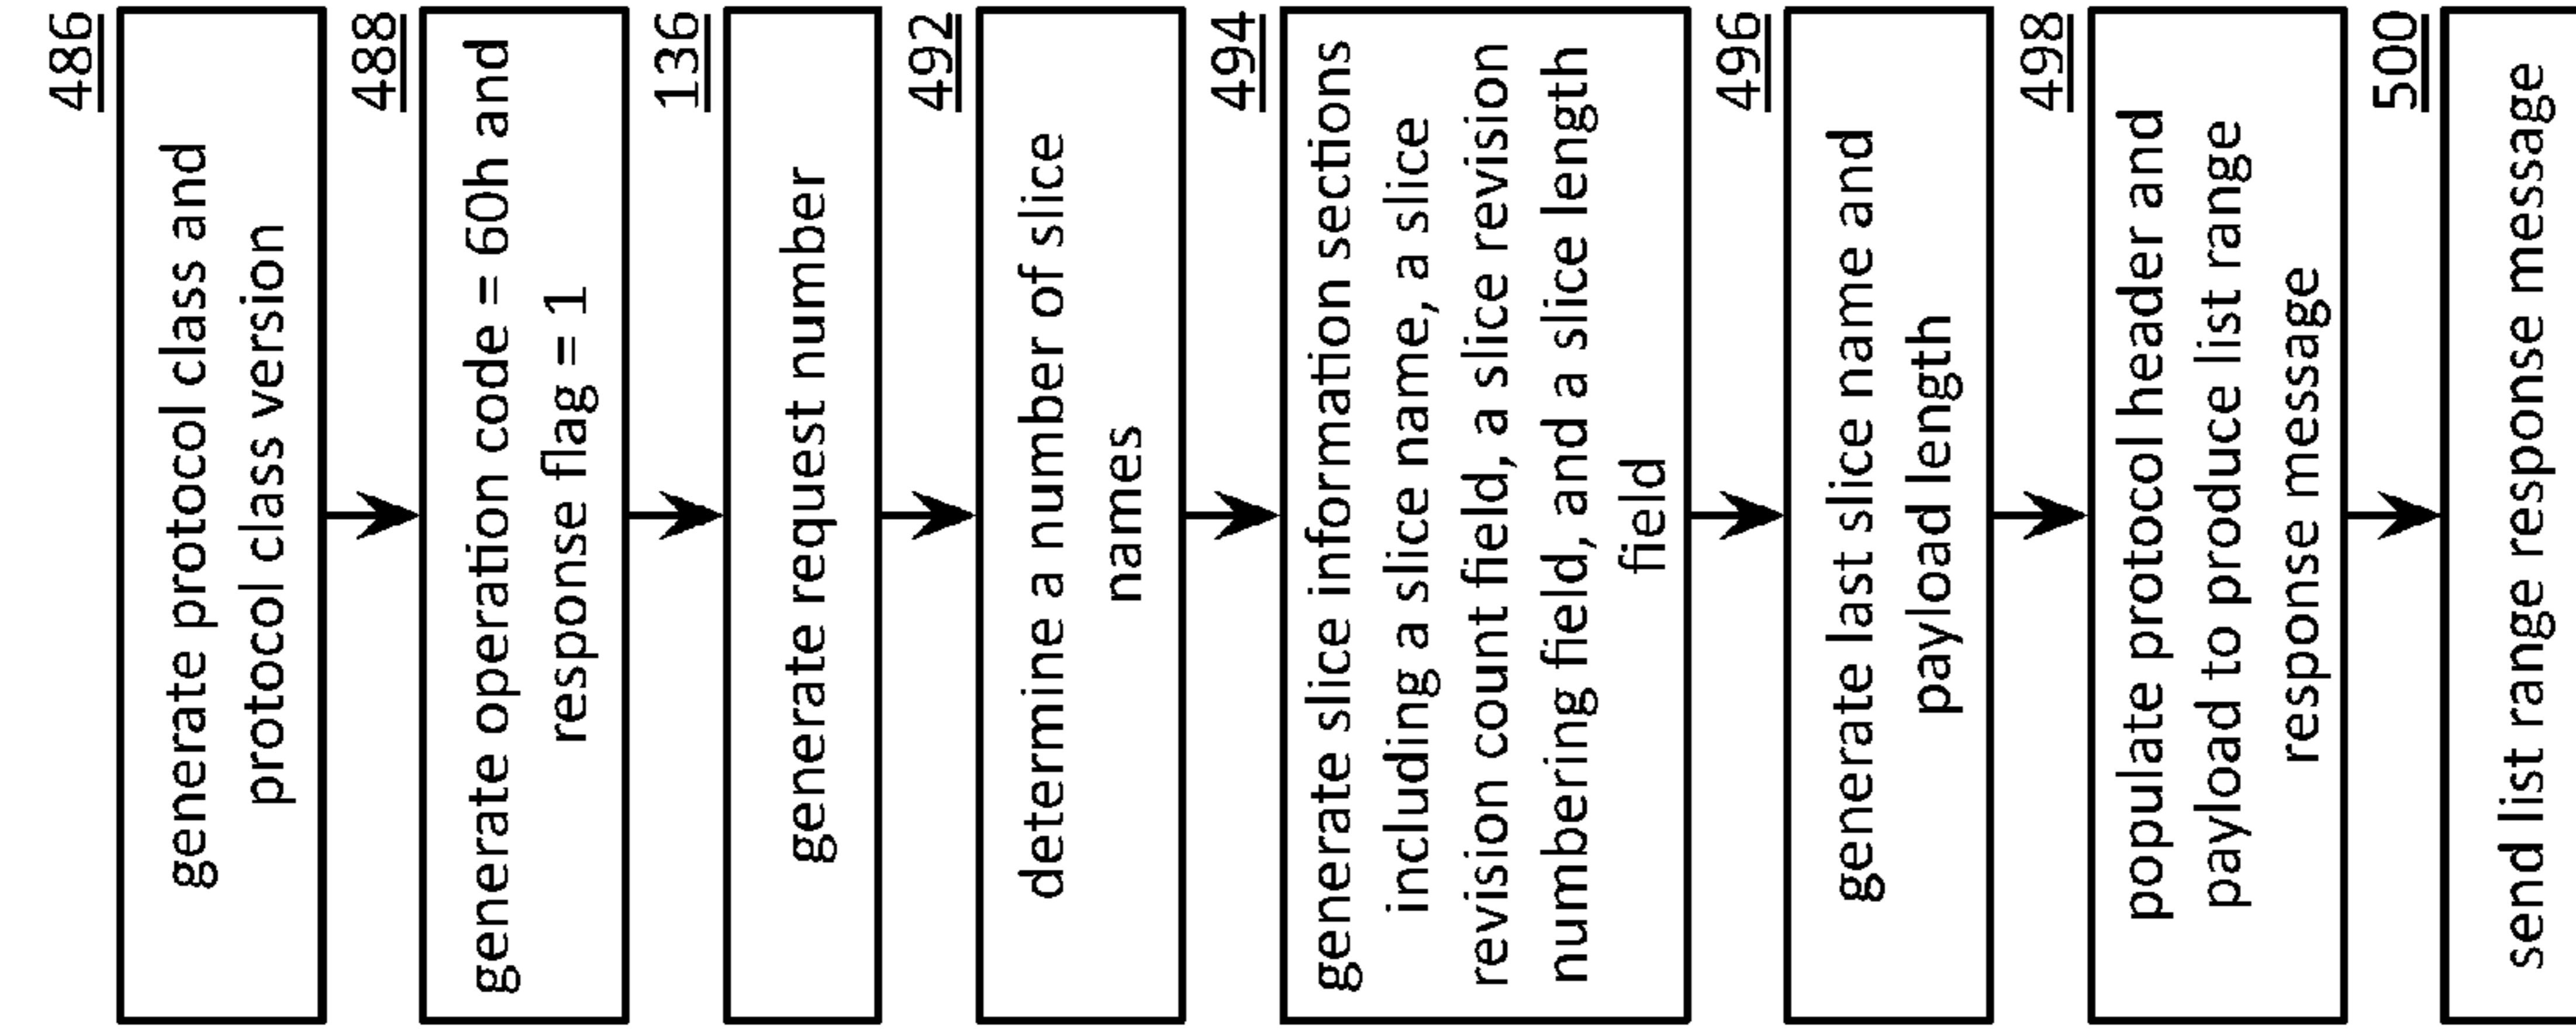 486
generate protocol class and
protocol class version
488
generate operation code = 60h and
response flag = 1
136
generate request number
492
determine a number of slice
names
494
generate slice information sections
including a slice name, a slice
revision count field, a slice revision
numbering field, and a slice length
field
496
generate last slice name and
payload length
498
populate protocol header and
payload to produce list range
response message
500
send list range response message